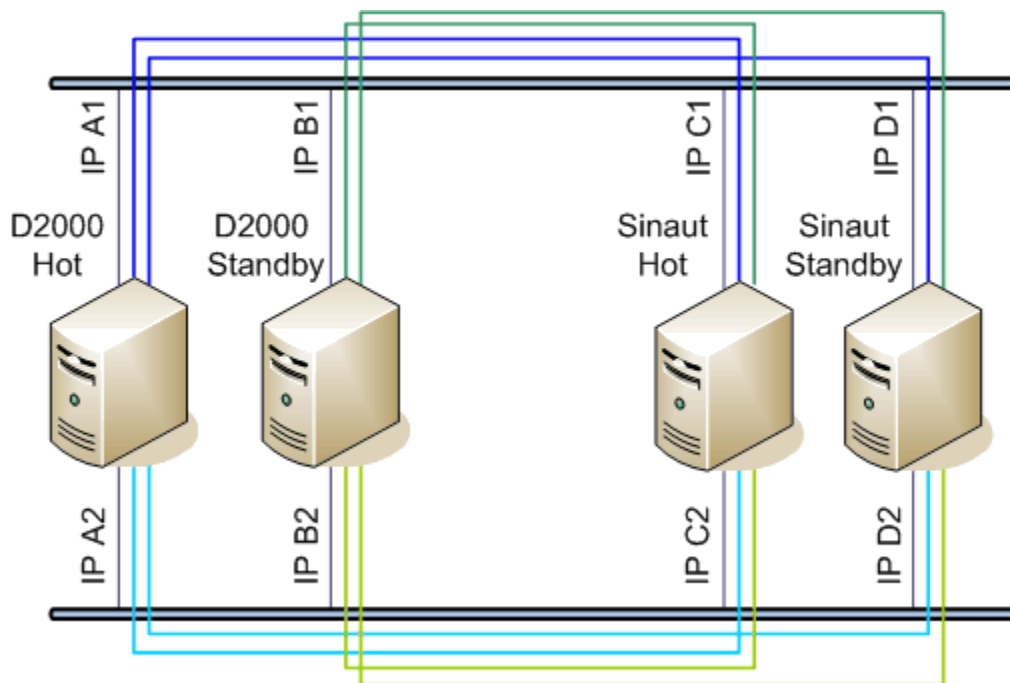 IP A1
IP B1
IP C1
IP D1
D2000
Hot
D2000
Standby
Sinaut
Hot
Sinaut
Standby
IP A2
IP B2
IP C2
IP D2